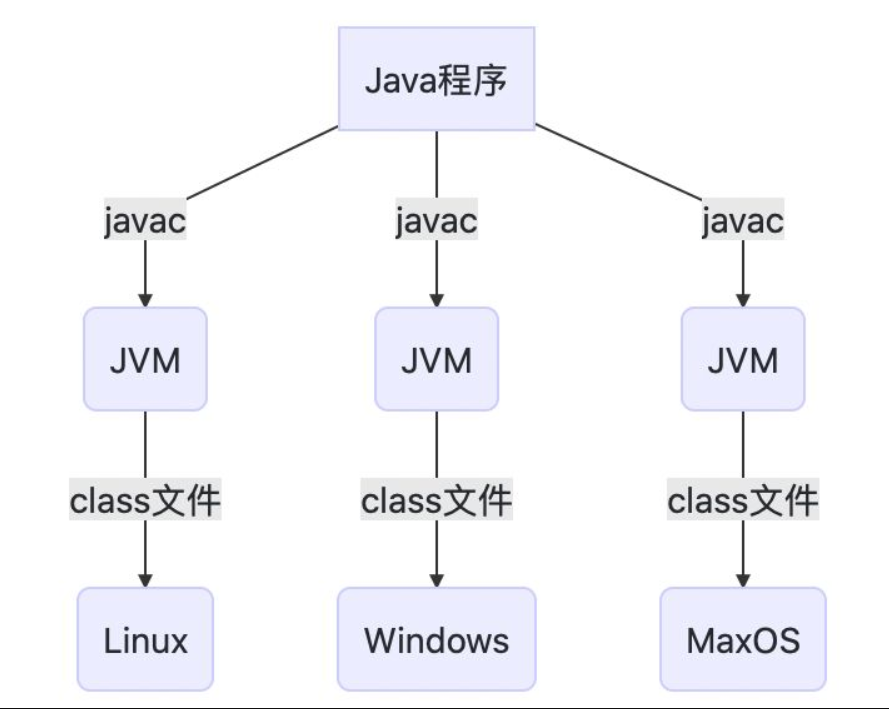 Java程序
javac
javac
javac
JVM
JVM
JVM
class文件
class文件
class文件
Linux
Windows
MaxOS